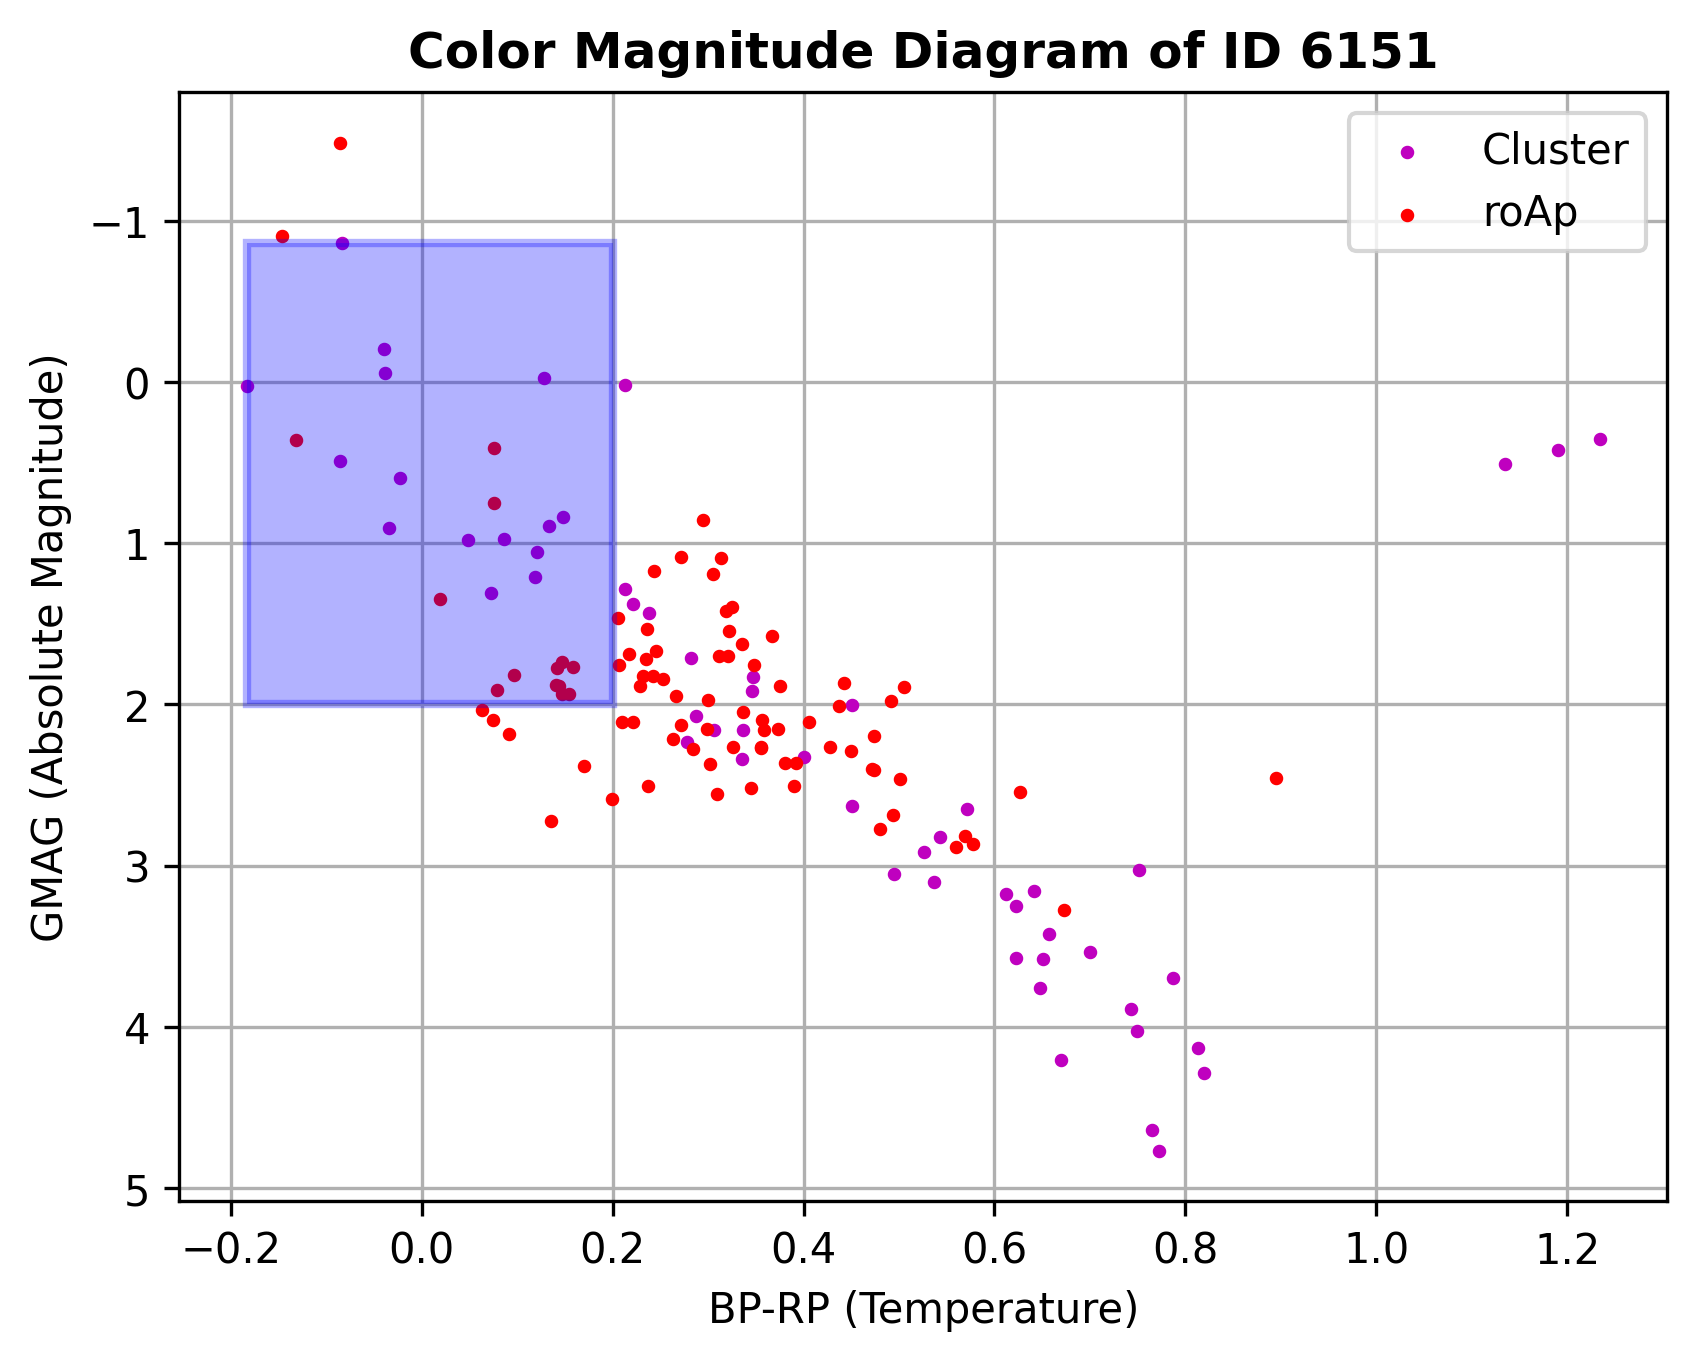 Color Magnitude Diagram of ID 6151
Cluster
roAp
GMAG (Absolute Magnitude)
−1
0
1
2
3
4
5
−0.2 0.0 0.2 0.4 0.6 0.8 1.0 1.2
BP-RP (Temperature)